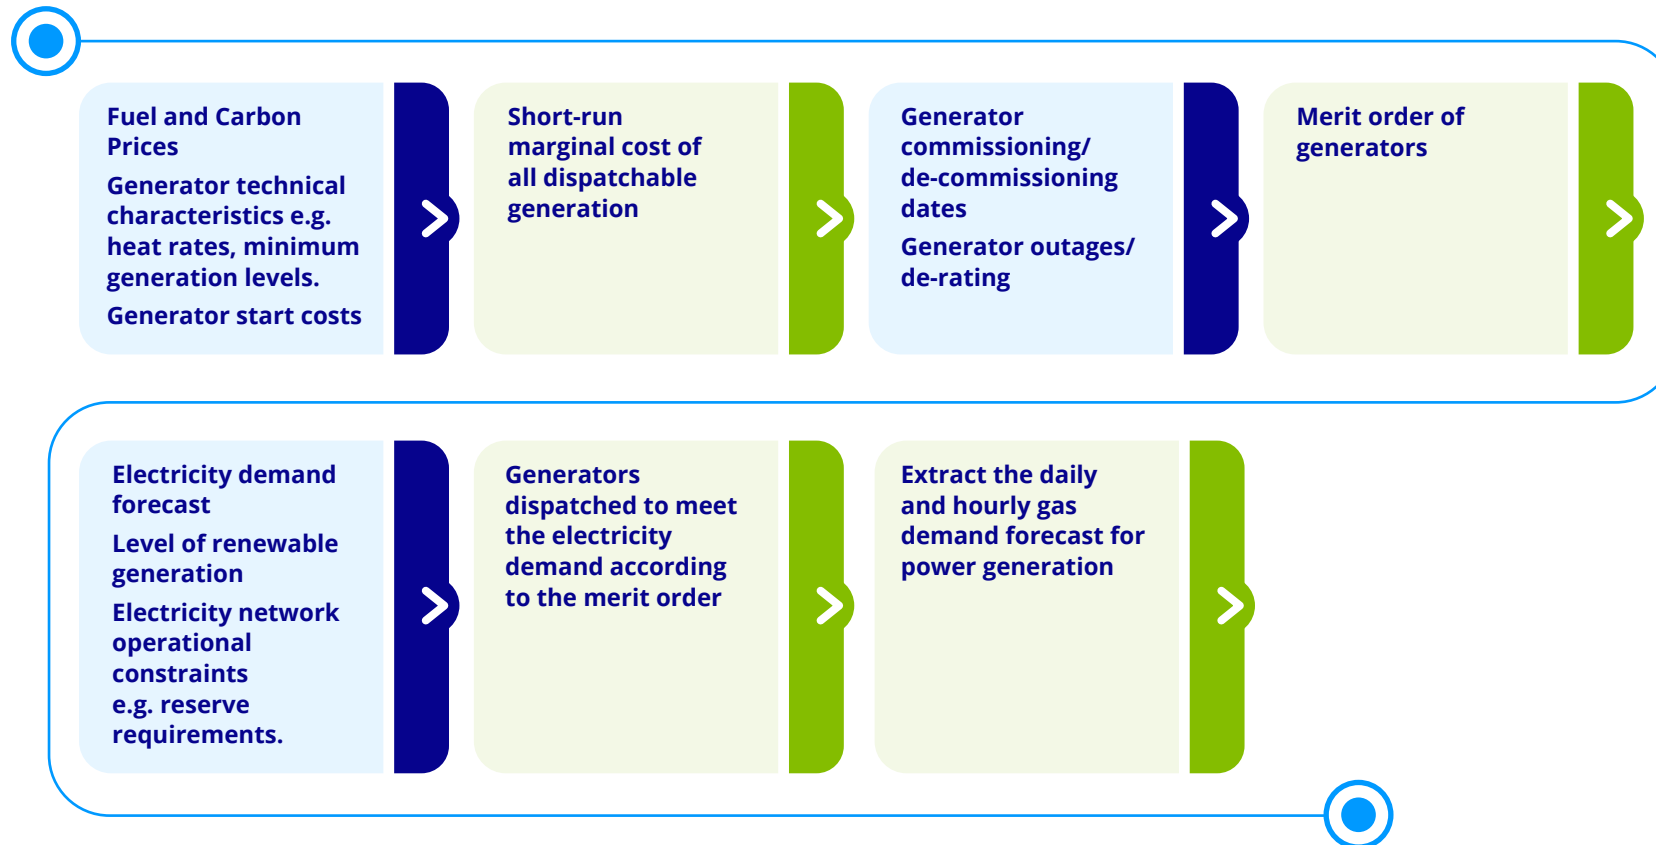 Fuel and Carbon
Prices
Generator technical
characteristics e.g.
heat rates, minimum
generation levels.
Generator start costs
Short-run
marginal cost of
all dispatchable
generation
Generator
commissioning/
de-commissioning
dates
Generator outages/
de-rating
Merit order of
generators
Electricity demand
forecast
Level of renewable
generation
Electricity network
operational
constraints
e.g. reserve
requirements.
Generators
dispatched to meet
the electricity
demand according
to the merit order
Extract the daily
and hourly gas
demand forecast for
power generation